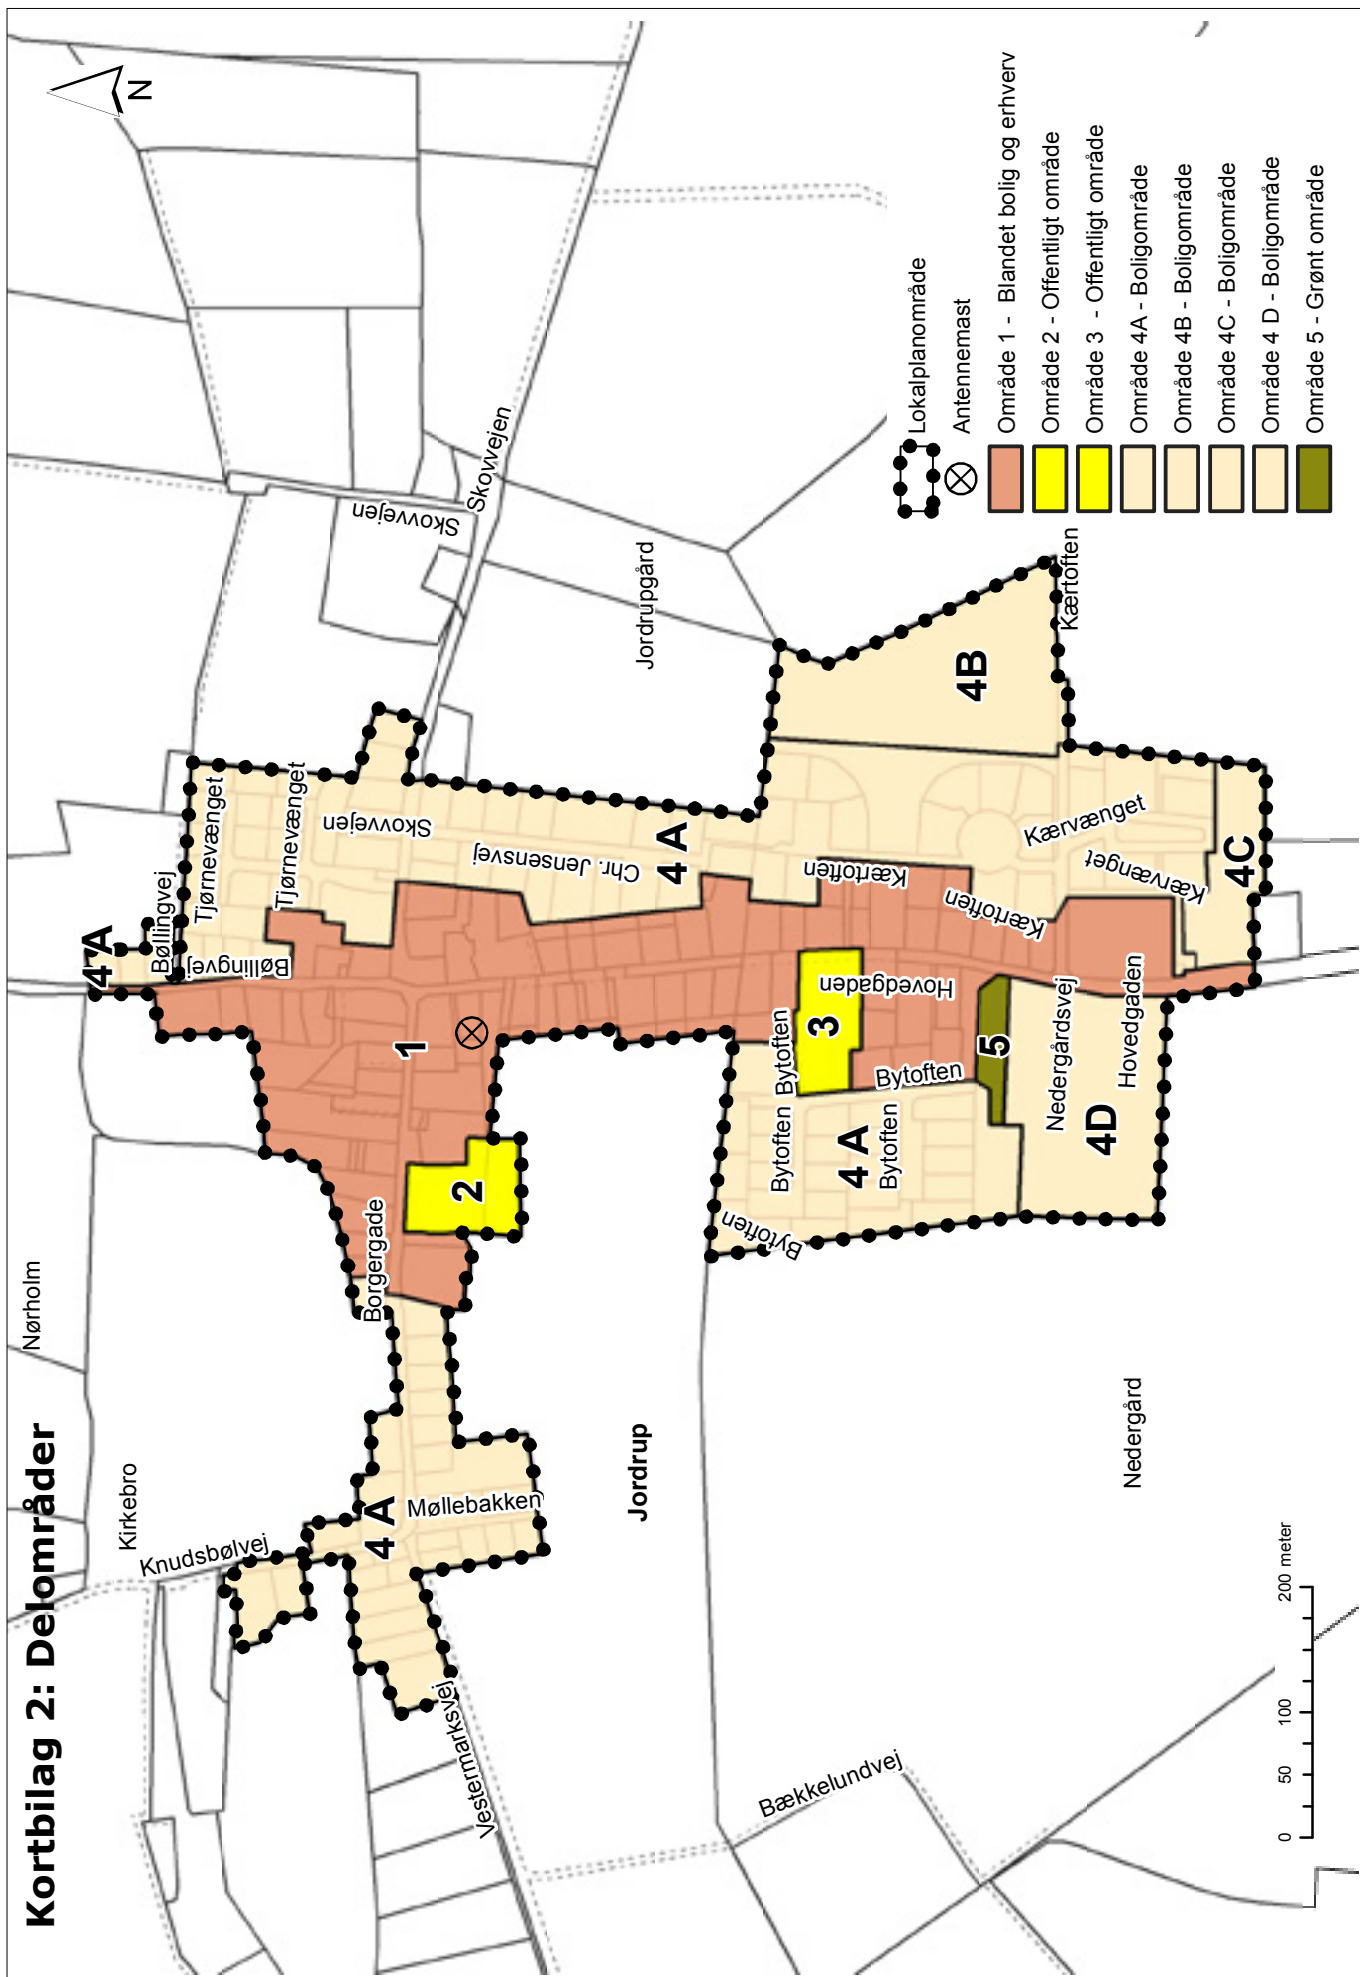 Kortbilag 2: Delområder
N
Nørholm
Kirkebro
Knudsbølvej
4 A
Møllebakken
Vestermarksvej
Borgergade
2
1
4 A
Bøllingvej
Bøllingvej
Tjørnevænget
Tjørnevænget
Skovvejen
Skovvejen
Skovvejen
Chr. Jensensvej
4 A
Jordrupgård
Jordrup
Bækkelundvej
Nedergård
Bytoften
Bytoften
Bytoften
4 A
Bytoften
Bytoften
3
Hovedgaden
5
Nedergårdsvej
4D
Hovedgaden
Kærtoften
Kærtoften
Kærvænget
Kærvænget
4C
4B
Kærtoften
Lokalplanområde
Antennemast
Område 1 - Blandet bolig og erhverv
Område 2 - Offentligt område
Område 3 - Offentligt område
Område 4A - Boligområde
Område 4B - Boligområde
Område 4C - Boligområde
Område 4 D - Boligområde
Område 5 - Grønt område
0 50 100 200 meter